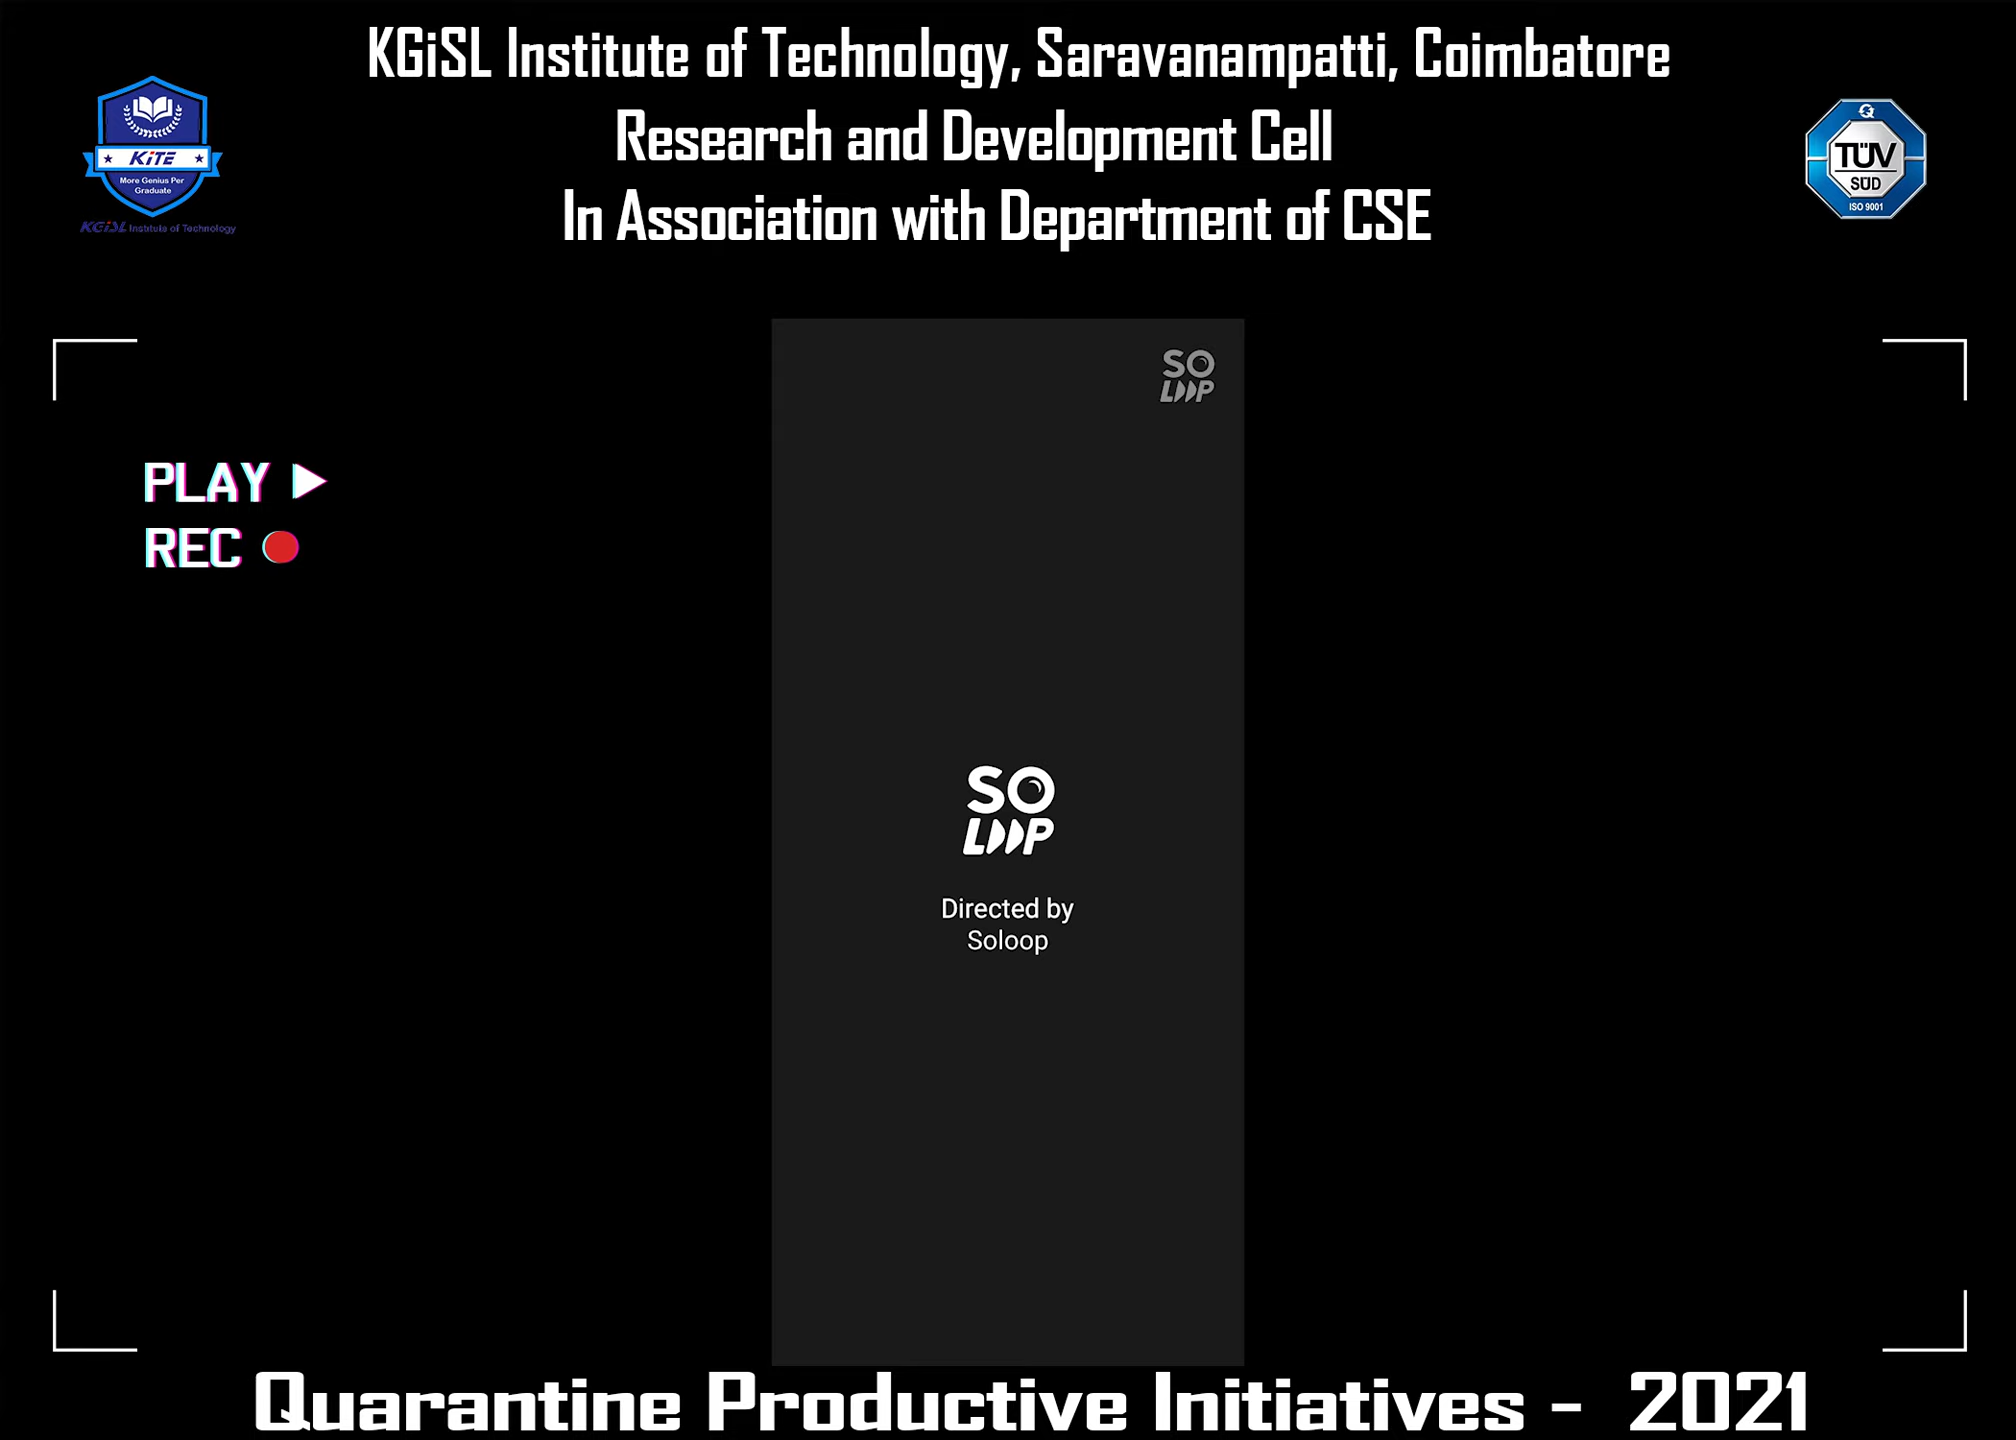 KGiSL Institute of Technology, Saravanampatti, Coimbatore
Research and Development Cell
In Association with Department of CSE
KiTE
More Genius Per
Graduate
KGiSL Institute of Technology
TÜV
SÜD
ISO 9001
SO
LOOP
PLAY
REC
SO
LOOP
Directed by
Soloop
Quarantine Productive Initiatives - 2021